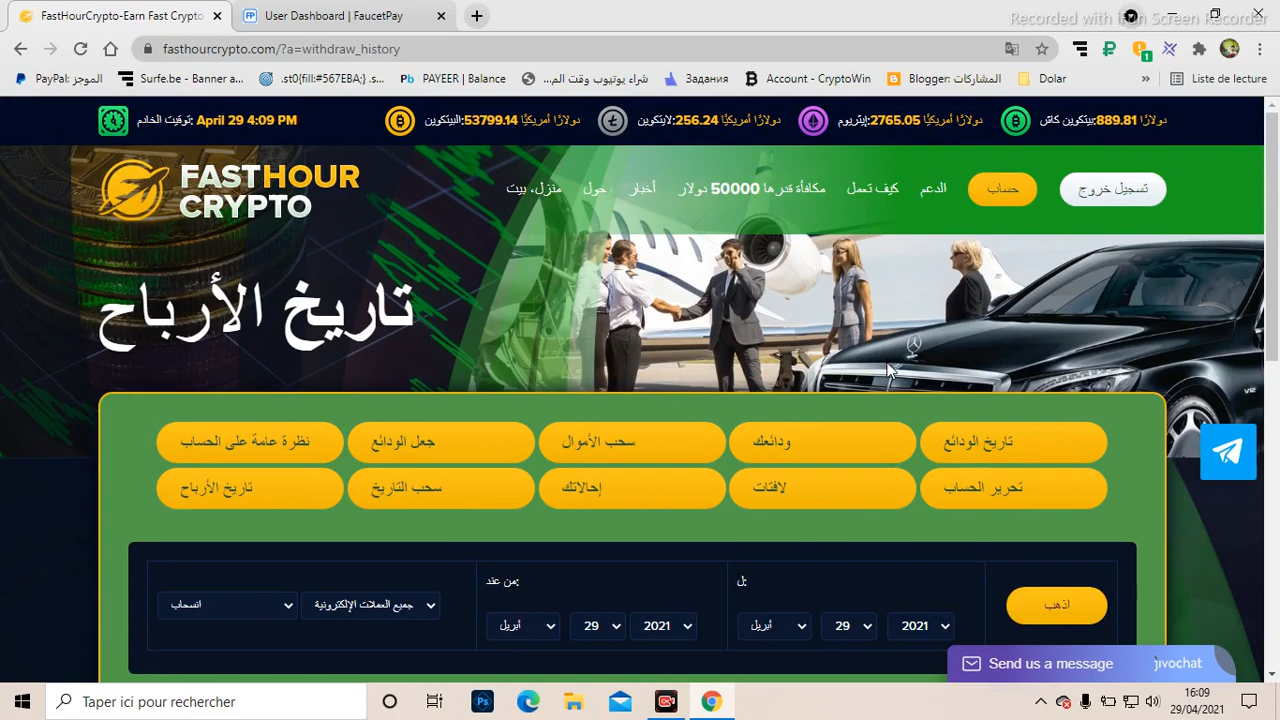 FastHourCrypto-Earn Fast Crypto
User Dashboard | FaucetPay
Recorded with iFun Screen Recorder
fasthourcrypto.com/?a=withdraw_history
PayPal: الموجز
Surfe.be - Banner a...
.st0{fill:#567EBA;} .s...
PAYEER | Balance
شراء يوتيوب وقت الم...
Задания
Account - CryptoWin
Blogger: المشاركات
Dolar
»
Liste de lecture
توقيت الخادم: April 29 4:09 PM
دولارًا أمريكيًا 53799.14:البيتكوين
دولارًا أمريكيًا 256.24:لايتكوين
دولارًا أمريكيًا 2765.05:إيثريوم
دولارًا 889.81:بيتكوين كاش
FASTHOUR
CRYPTO
منزل، بيت
حول
أخبار
مكافأة قدرها 50000 دولار
كيف تعمل
الدعم
حساب
تسجيل خروج
تاريخ الأرباح
نظرة عامة على الحساب
جعل الودائع
سحب الأموال
ودائعك
تاريخ الودائع
تاريخ الأرباح
سحب التاريخ
إحالاتك
لافتات
تحرير الحساب
انسحاب
جميع العملات الإلكترونية
من عند:
أبريل
29
2021
ل:
أبريل
29
2021
اذهب
Send us a message
jivochat
Taper ici pour rechercher
6:09
29/04/2021